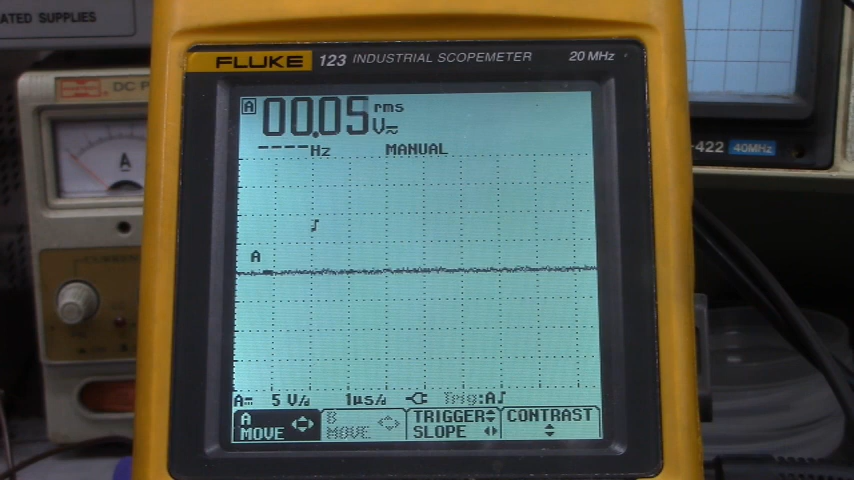 ATED SUPPLIES
FLUKE 123 INDUSTRIAL SCOPEMETER 20 MHz
DC P
A 00.05 rms
V
----Hz MANUAL
A
-422 40MHz
A
A 5 V/d 1µs/d Trig:A
A
MOVE
B
MOVE
TRIGGER
SLOPE
CONTRAST